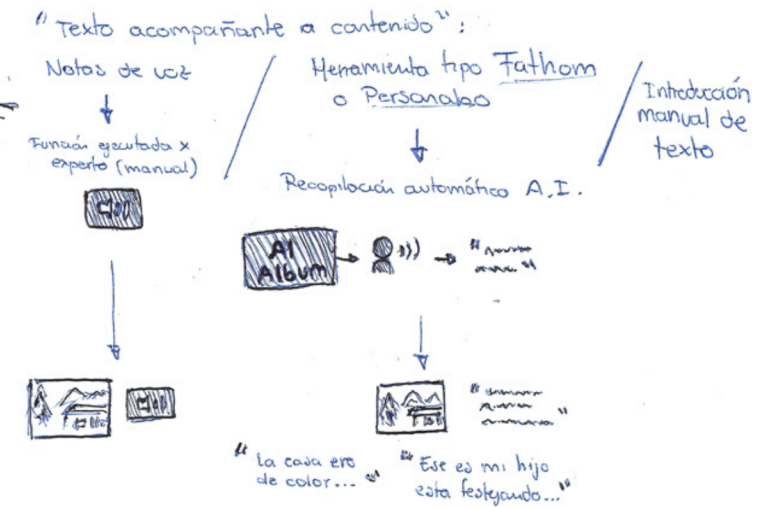 "Texto acompañante a contenido":
Notas de voz
Función ejecutada x
experto (manual)
Herramienta tipo Fathom
o Personabo
Recopilación automático A.I.
AI
Album
Introducción
manual de
texto
"La casa era
de color..."
"Ese es mi hijo
esta festejando..."